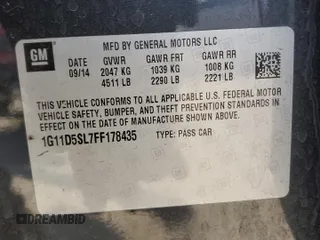 GM
MFD BY GENERAL MOTORS LLC
DATE GVWR GAWR FRT GAWR RR
09/14 2047 KG 1039 KG 1008 KG
4511 LB 2290 LB 2221 LB
THIS VEHICLE CONFORMS TO ALL APPLICABLE U.S. FEDERAL MOTOR
VEHICLE SAFETY, BUMPER, AND THEFT PREVENTION STANDARDS IN
EFFECT ON THE DATE OF MANUFACTURE SHOWN ABOVE.
1G11D5SL7FF178435 TYPE: PASS CAR
DREAMBID